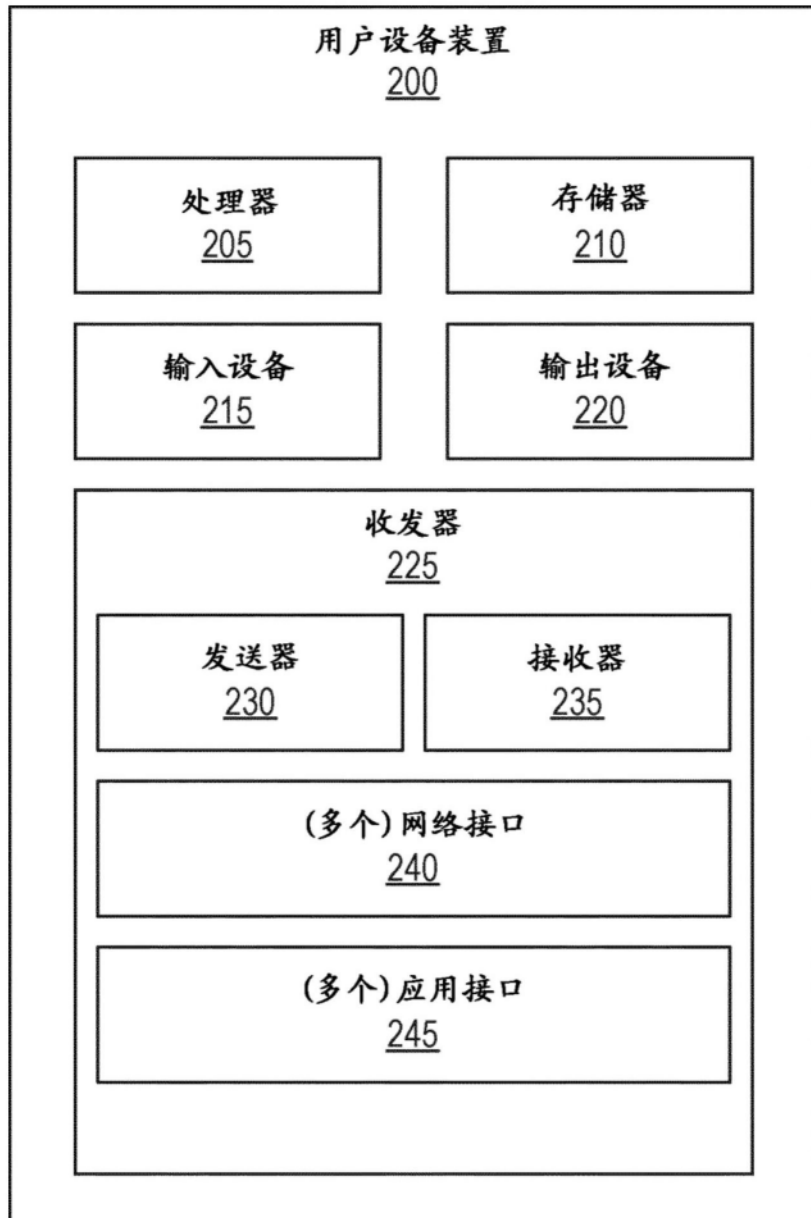 用户设备装置
200
处理器
205
存储器
210
输入设备
215
输出设备
220
收发器
225
发送器
230
接收器
235
(多个)网络接口
240
(多个)应用接口
245